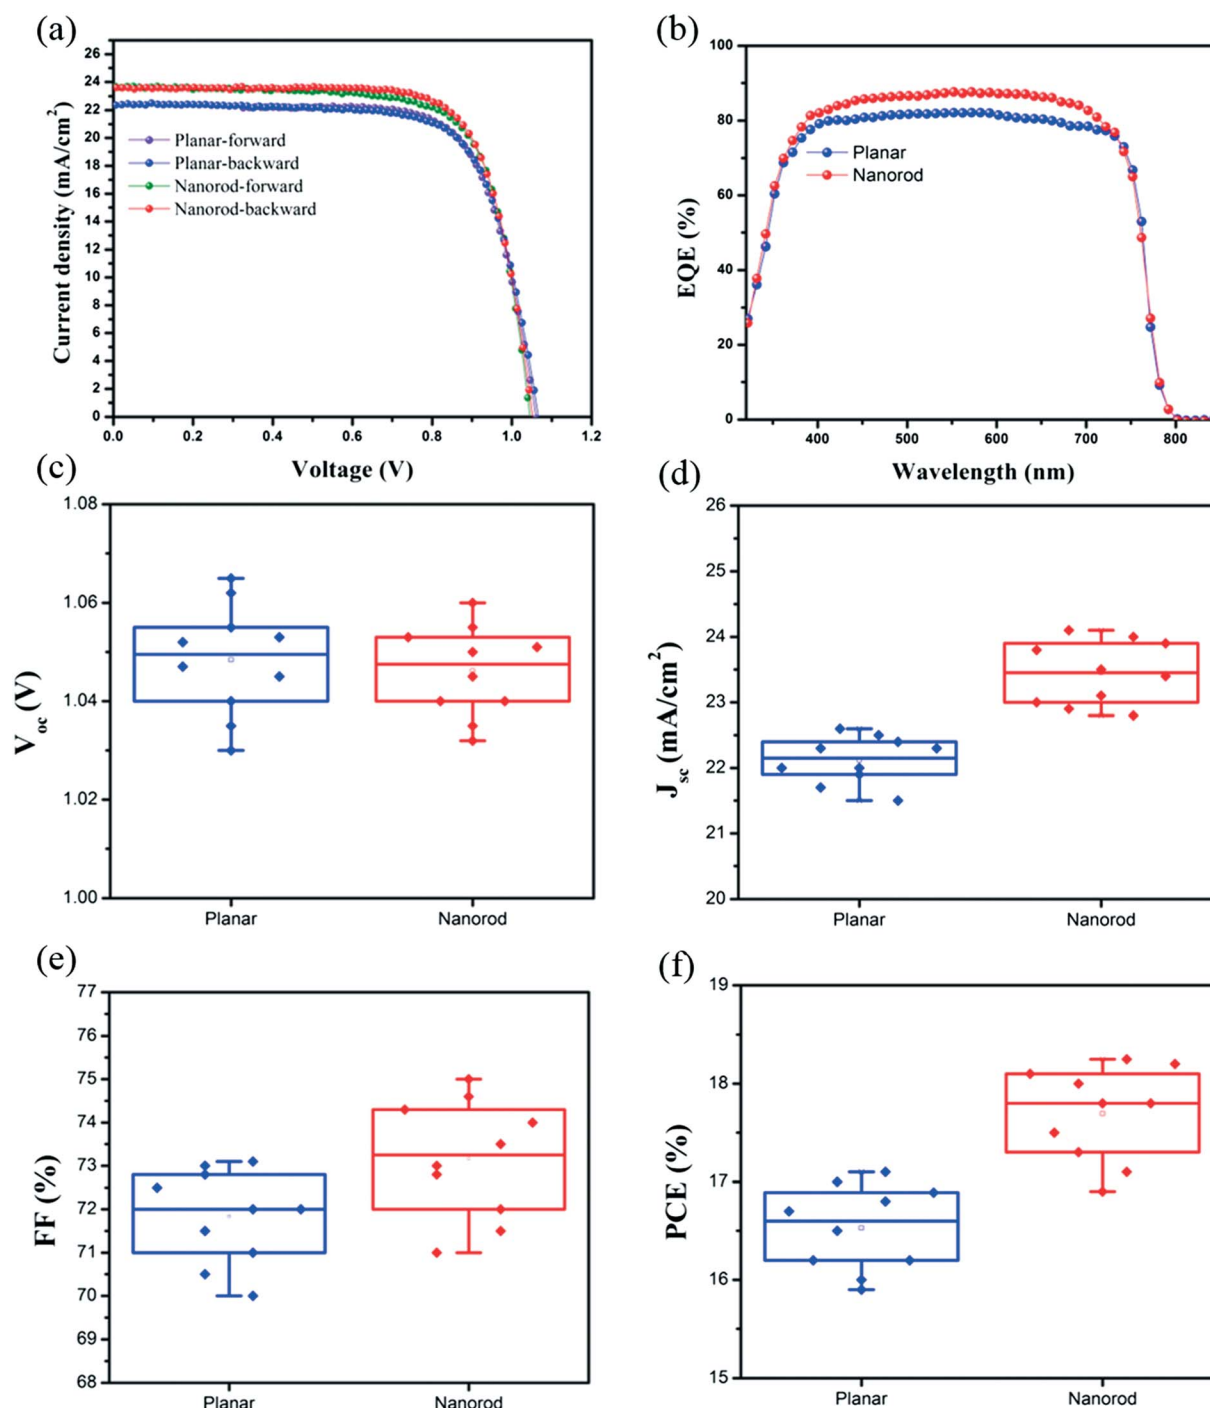 (a)
26
24
22
20
18
16
14
12
10
8
6
4
2
0
Current density (mA/cm²)
Planar-forward
Planar-backward
Nanorod-forward
Nanorod-backward
0.0 0.2 0.4 0.6 0.8 1.0 1.2
Voltage (V)
(b)
100
80
60
40
20
0
EQE (%)
Planar
Nanorod
400 500 600 700 800
Wavelength (nm)
(c)
1.08
1.06
1.04
1.02
1.00
Voc (V)
Planar Nanorod
(d)
26
25
24
23
22
21
20
Jsc (mA/cm²)
Planar Nanorod
(e)
77
76
75
74
73
72
71
70
69
68
FF (%)
Planar Nanorod
(f)
19
18
17
16
15
PCE (%)
Planar Nanorod